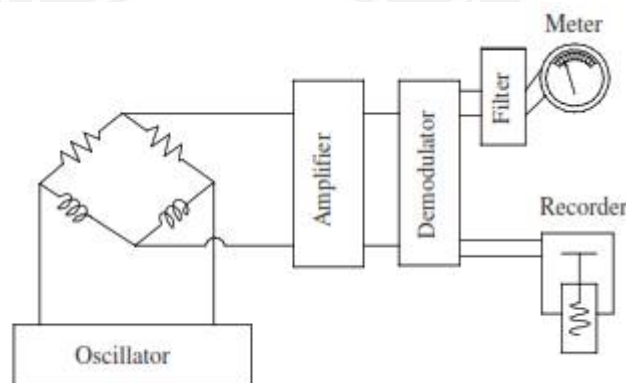 Meter
Filter
Amplifier
Demodulator
Recorder
Oscillator